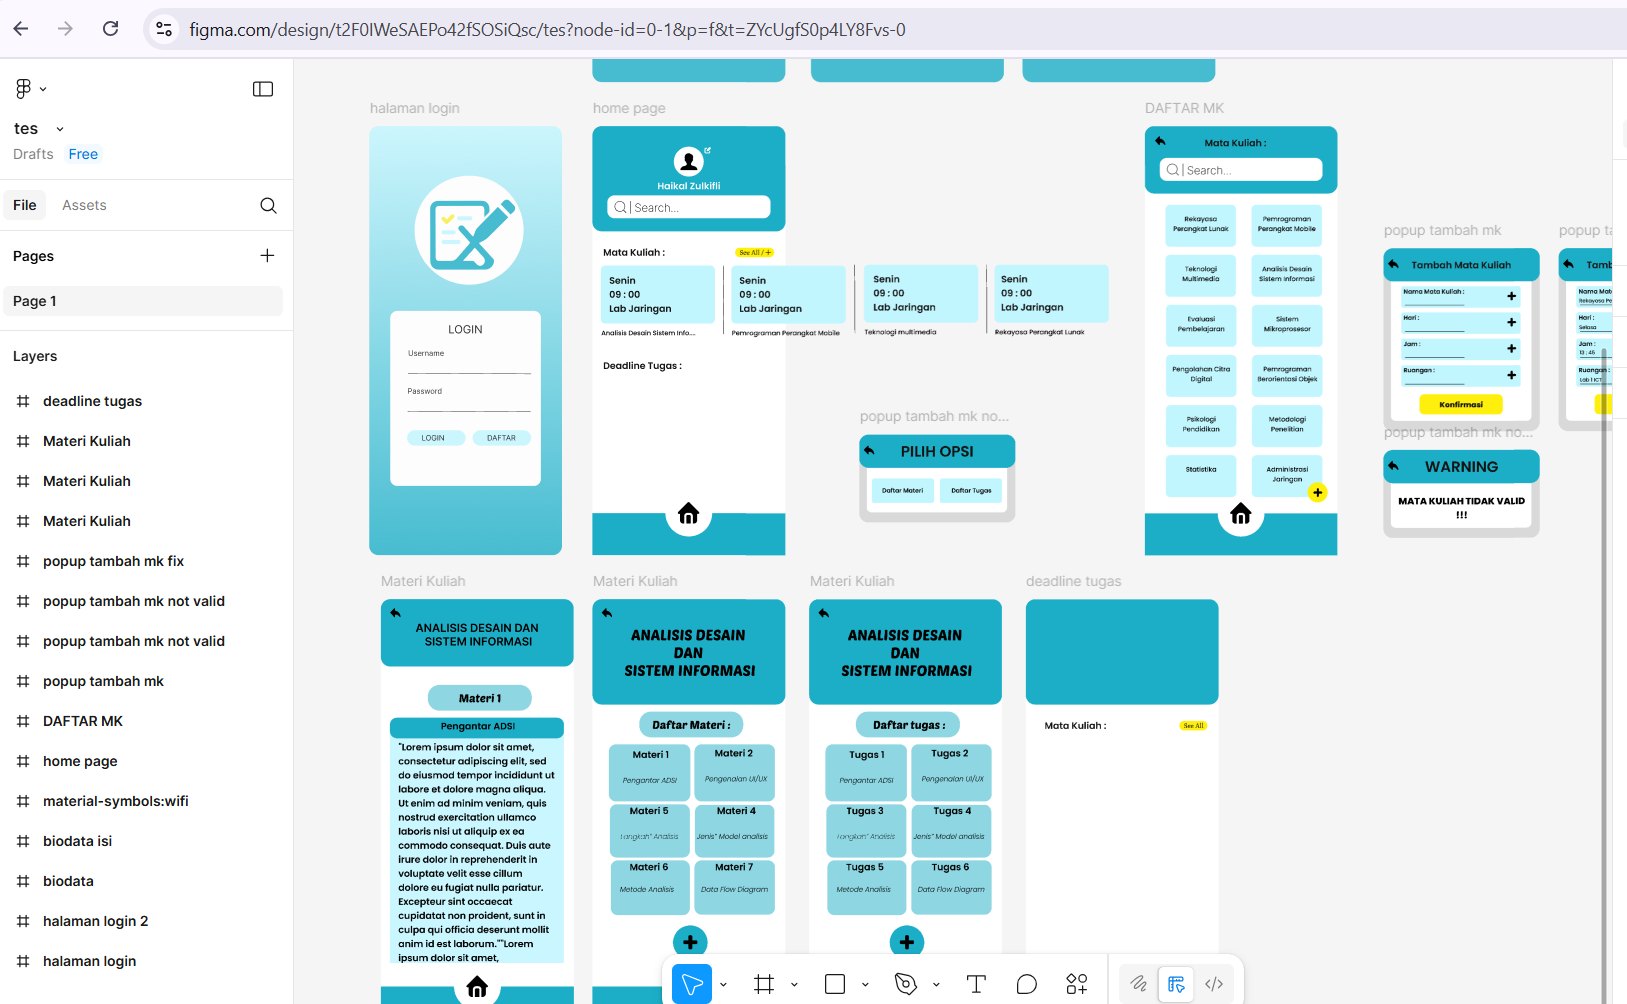 figma.com/design/t2F0IWeSAEPo42fSOSiQsc/tes?node-id=0-1&p=f&t=ZYcUgfS0p4LY8Fvs-0
tes
Drafts Free
File Assets
Pages
Page 1
Layers
deadline tugas
Materi Kuliah
Materi Kuliah
Materi Kuliah
popup tambah mk fix
popup tambah mk not valid
popup tambah mk not valid
popup tambah mk
DAFTAR MK
home page
material-symbols:wifi
biodata isi
biodata
halaman login 2
halaman login
halaman login
LOGIN
Username
Password
LOGIN DAFTAR
home page
Haikal Zulkifli
Search...
Mata Kuliah :
See All / +
Senin
09 : 00
Lab Jaringan
Analisis Desain Sistem Info...
Senin
09 : 00
Lab Jaringan
Pemrograman Perangkat Mobile
Senin
09 : 00
Lab Jaringan
Teknologi multimedia
Senin
09 : 00
Lab Jaringan
Rekayasa Perangkat Lunak
Deadline Tugas :
popup tambah mk no...
PILIH OPSI
Daftar Materi Daftar Tugas
DAFTAR MK
Mata Kuliah :
Search...
Rekayasa
Perangkat Lunak
Pemrograman
Perangkat Mobile
Teknologi
Multimedia
Analisis Desain
Sistem Informasi
Evaluasi
Pembelajaran
Sistem
Mikroprosesor
Pengolahan Citra
Digital
Pemrograman
Berorientasi Objek
Psikologi
Pendidikan
Metodologi
Penelitian
Statistika
Administrasi
Jaringan
popup tambah mk
Tambah Mata Kuliah
Nama Mata Kuliah :
Hari :
Jam :
Ruangan :
Konfirmasi
popup ta
Tamb
Nama Mat
Rekayasa Pe
Hari :
Selasa
Jam :
13 : 45
Ruangan :
Lab 1 ICT
popup tambah mk no...
WARNING
MATA KULIAH TIDAK VALID
!!!
Materi Kuliah
ANALISIS DESAIN DAN
SISTEM INFORMASI
Materi 1
Pengantar ADSI
"Lorem ipsum dolor sit amet,
consectetur adipiscing elit, sed
do eiusmod tempor incididunt ut
labore et dolore magna aliqua.
Ut enim ad minim veniam, quis
nostrud exercitation ullamco
laboris nisi ut aliquip ex ea
commodo consequat. Duis aute
irure dolor in reprehenderit in
voluptate velit esse cillum
dolore eu fugiat nulla pariatur.
Excepteur sint occaecat
cupidatat non proident, sunt in
culpa qui officia deserunt mollit
anim id est laborum.""Lorem
ipsum dolor sit amet,
Materi Kuliah
ANALISIS DESAIN
DAN
SISTEM INFORMASI
Daftar Materi :
Materi 1
Pengantar ADSI
Materi 2
Pengenalan UI/UX
Materi 5
Langkah" Analisis
Materi 4
Jenis" Model analisis
Materi 6
Metode Analisis
Materi 7
Data Flow Diagram
Materi Kuliah
ANALISIS DESAIN
DAN
SISTEM INFORMASI
Daftar tugas :
Tugas 1
Pengantar ADSI
Tugas 2
Pengenalan UI/UX
Tugas 3
Langkah" Analisis
Tugas 4
Jenis" Model analisis
Tugas 5
Metode Analisis
Tugas 6
Data Flow Diagram
deadline tugas
Mata Kuliah :
See All